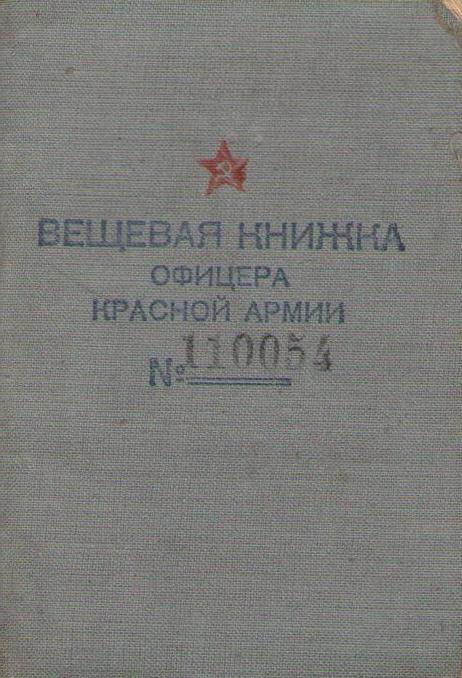 ВЕЩЕВАЯ КНИЖКА
ОФИЦЕРА
КРАСНОЙ АРМИИ
№ 110054